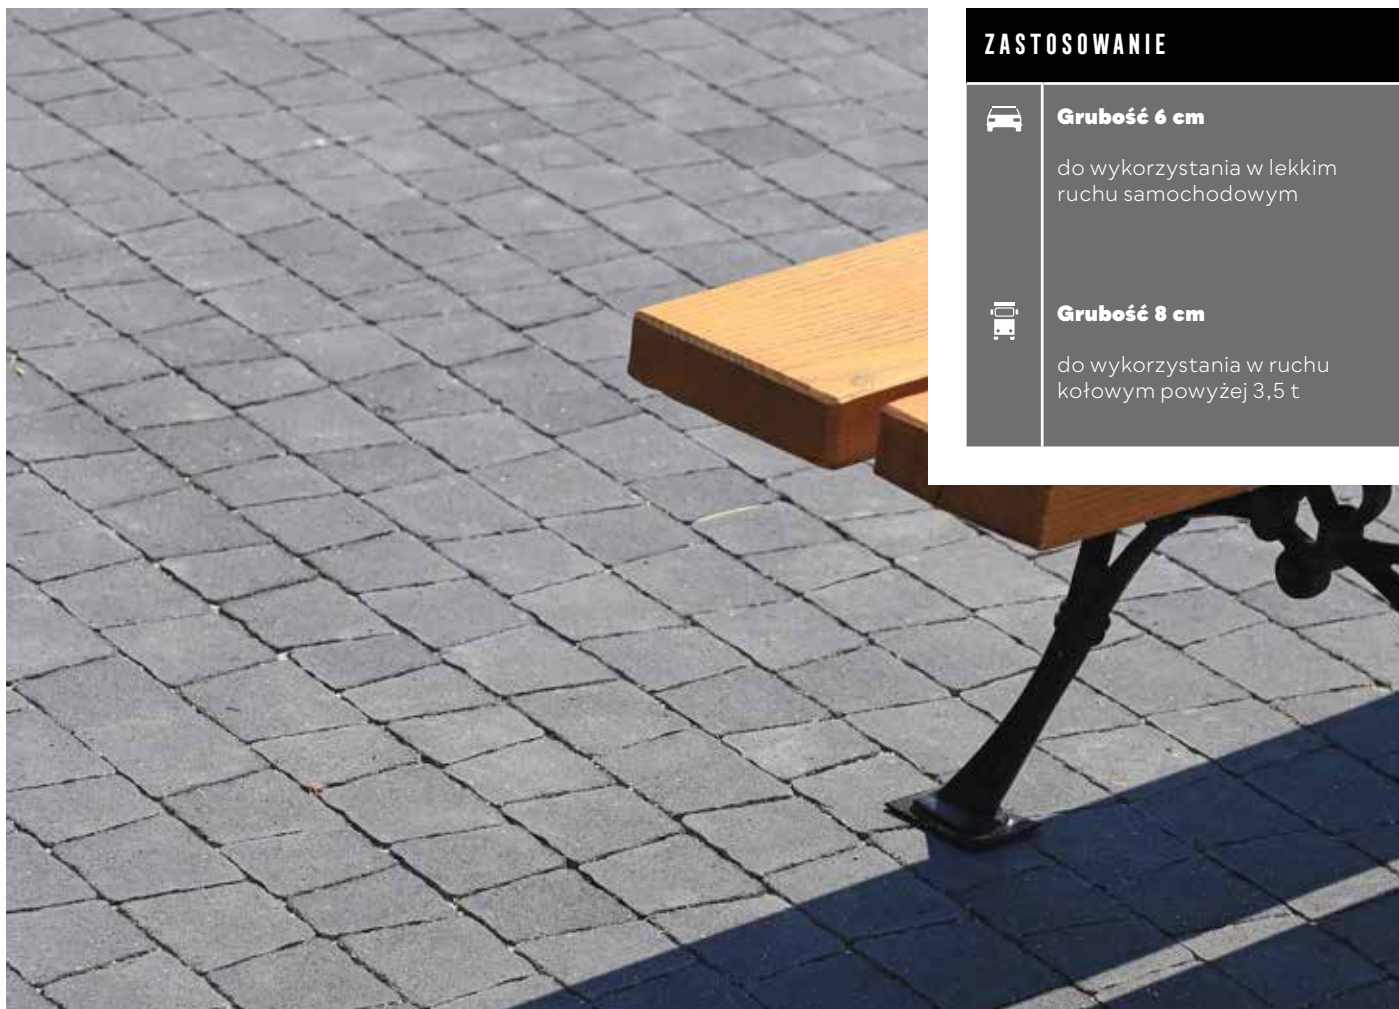 ZASTOSOWANIE
Grubość 6 cm
do wykorzystania w lekkim
ruchu samochodowym
Grubość 8 cm
do wykorzystania w ruchu
kołowym powyżej 3,5 t